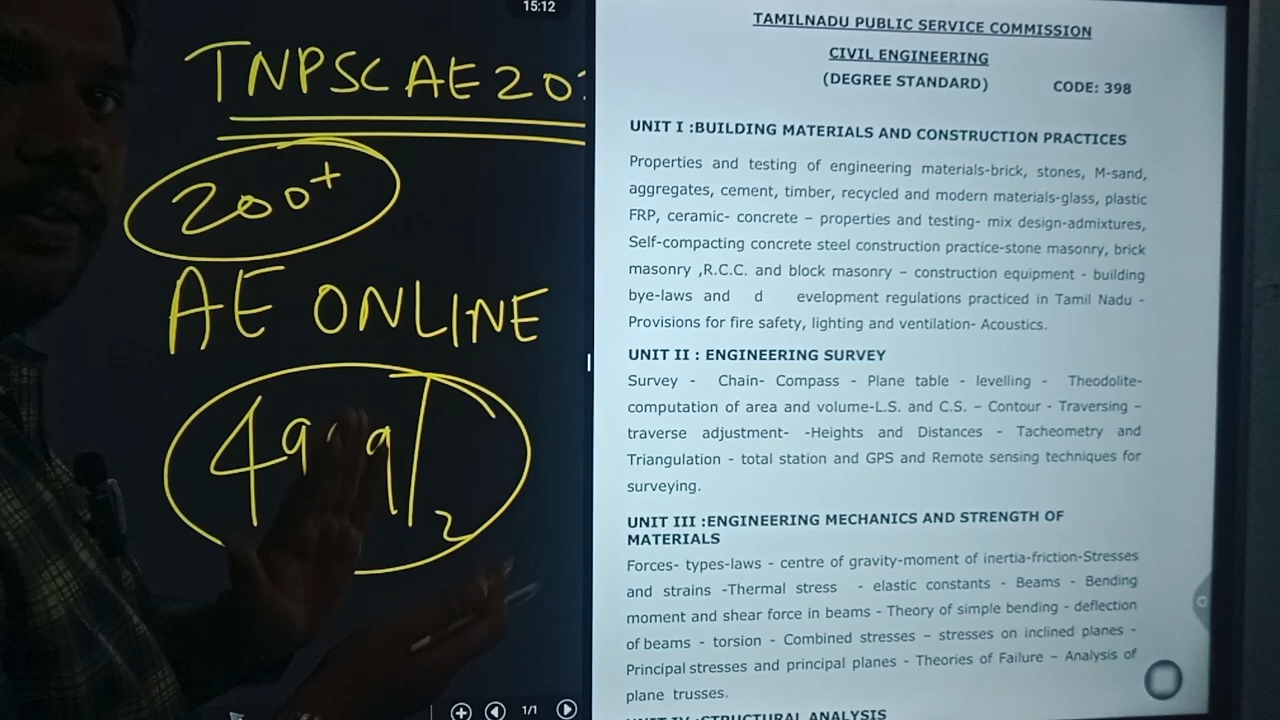 15:12
TNPSC AE 20
200+
AE ONLINE
1/1
TAMILNADU PUBLIC SERVICE COMMISSION
CIVIL ENGINEERING
(DEGREE STANDARD) CODE: 398
UNIT I :BUILDING MATERIALS AND CONSTRUCTION PRACTICES
Properties and testing of engineering materials-brick, stones, M-sand,
aggregates, cement, timber, recycled and modern materials-glass, plastic
FRP, ceramic- concrete – properties and testing- mix design-admixtures,
Self-compacting concrete steel construction practice-stone masonry, brick
masonry ,R.C.C. and block masonry – construction equipment - building
bye-laws and d evelopment regulations practiced in Tamil Nadu -
Provisions for fire safety, lighting and ventilation- Acoustics.
UNIT II : ENGINEERING SURVEY
Survey - Chain- Compass - Plane table - levelling - Theodolite-
computation of area and volume-L.S. and C.S. – Contour - Traversing –
traverse adjustment- -Heights and Distances - Tacheometry and
Triangulation - total station and GPS and Remote sensing techniques for
surveying.
UNIT III :ENGINEERING MECHANICS AND STRENGTH OF
MATERIALS
Forces- types-laws - centre of gravity-moment of inertia-friction-Stresses
and strains -Thermal stress - elastic constants - Beams - Bending
moment and shear force in beams - Theory of simple bending - deflection
of beams - torsion - Combined stresses – stresses on inclined planes -
Principal stresses and principal planes - Theories of Failure – Analysis of
plane trusses.
UNIT IV :STRUCTURAL ANALYSIS